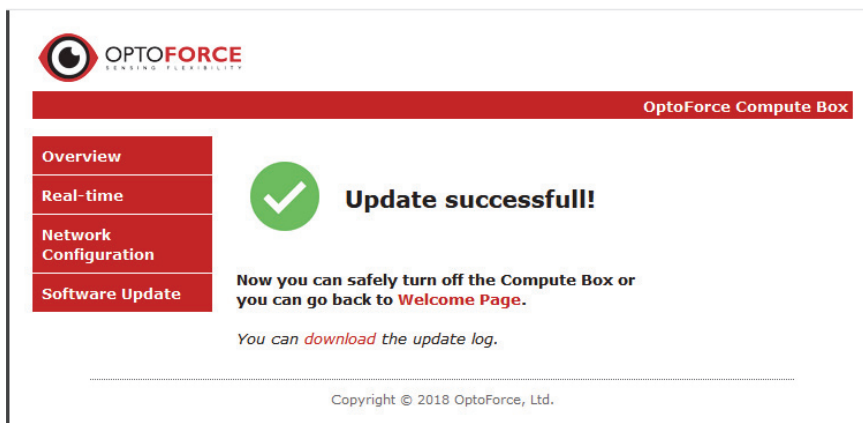 OPTOFORCE
SENSING FLEXIBILITY
OptoForce Compute Box
Overview
Real-time
Network
Configuration
Software Update
Update successfull!
Now you can safely turn off the Compute Box or
you can go back to Welcome Page.
You can download the update log.
Copyright © 2018 OptoForce, Ltd.